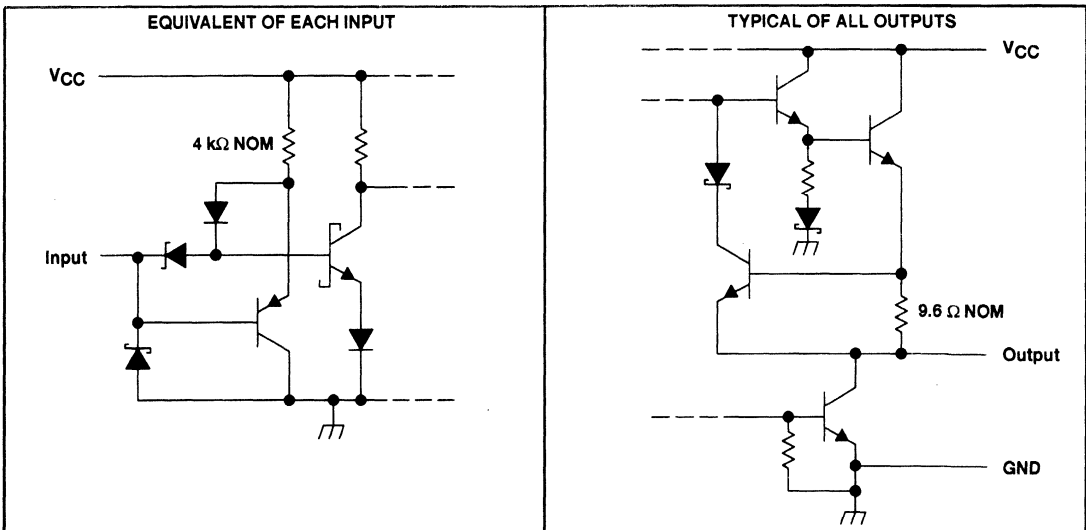 EQUIVALENT OF EACH INPUT
VCC
4 kΩ NOM
Input
TYPICAL OF ALL OUTPUTS
VCC
9.6 Ω NOM
Output
GND